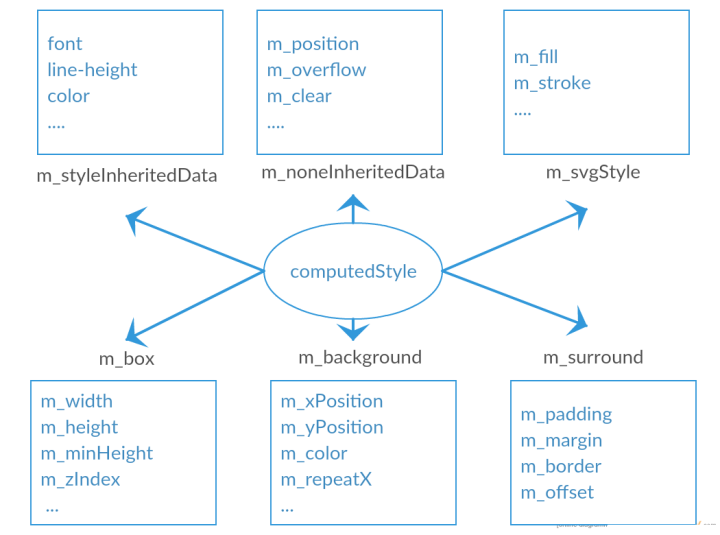 font
line-height
color
....
m_styleInheritedData
m_position
m_overflow
m_clear
....
m_noneInheritedData
m_fill
m_stroke
....
m_svgStyle
computedStyle
m_box
m_width
m_height
m_minHeight
m_zIndex
...
m_background
m_xPosition
m_yPosition
m_color
m_repeatX
...
m_surround
m_padding
m_margin
m_border
m_offset